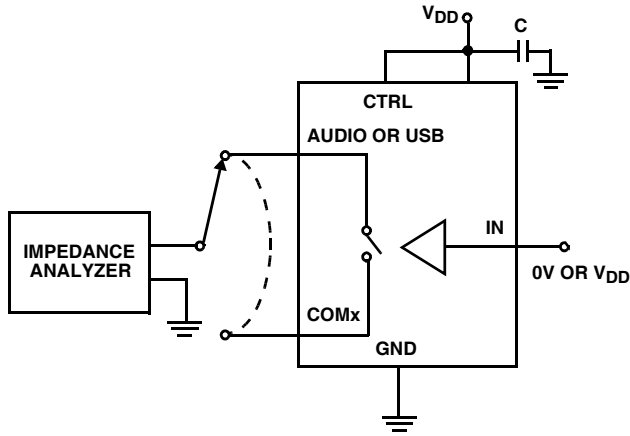 VDD
C
CTRL
AUDIO OR USB
IMPEDANCE
ANALYZER
IN
0V OR VDD
COMx
GND